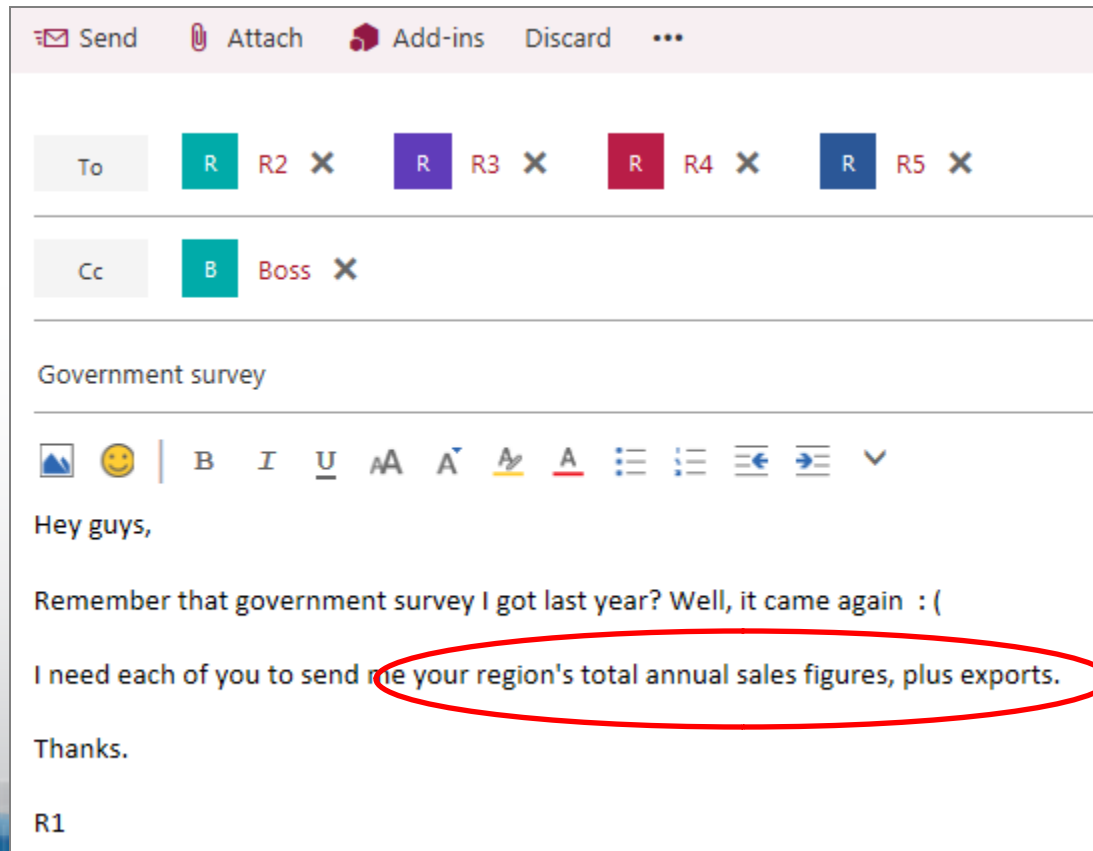 Send Attach Add-ins Discard •••
To R R2 R R3 R R4 R R5
Cc B Boss
Government survey
B I U AA A A A
Hey guys,
Remember that government survey I got last year? Well, it came again : (
I need each of you to send me your region's total annual sales figures, plus exports.
Thanks.
R1